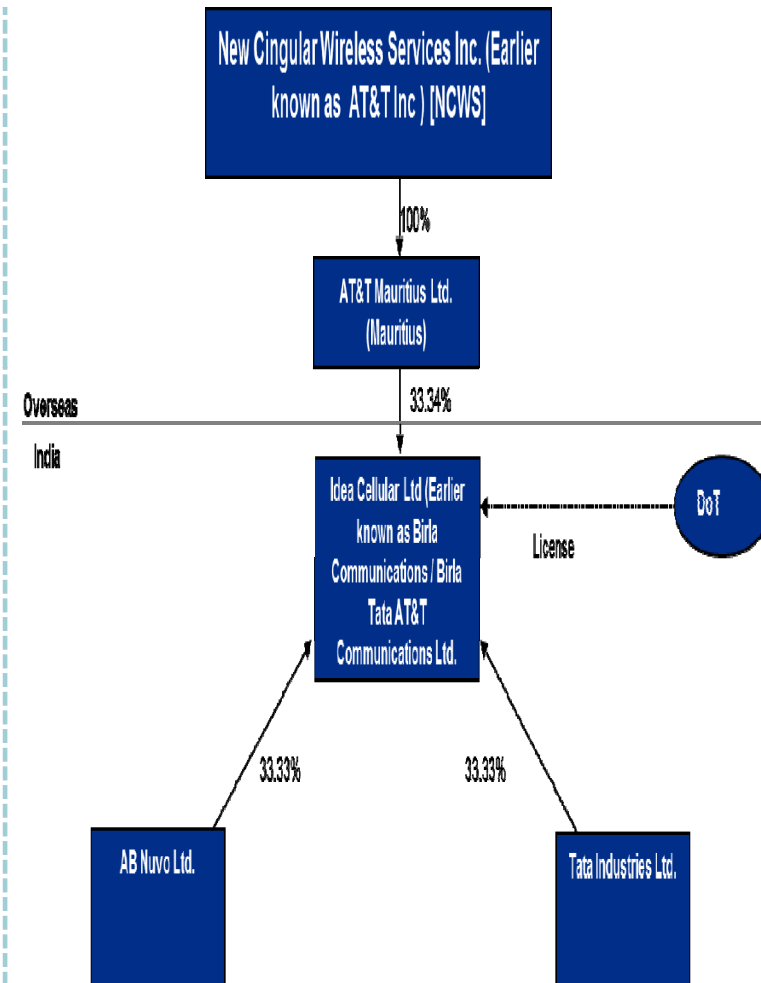 New Cingular Wireless Services Inc. (Earlier
known as AT&T Inc ) [NCWS]
100%
AT&T Mauritius Ltd.
(Mauritius)
33.34%
Overseas
India
Idea Cellular Ltd (Earlier
known as Birla
Communications / Birla
Tata AT&T
Communications Ltd.
DoT
License
33.33%
33.33%
AB Nuvo Ltd.
Tata Industries Ltd.